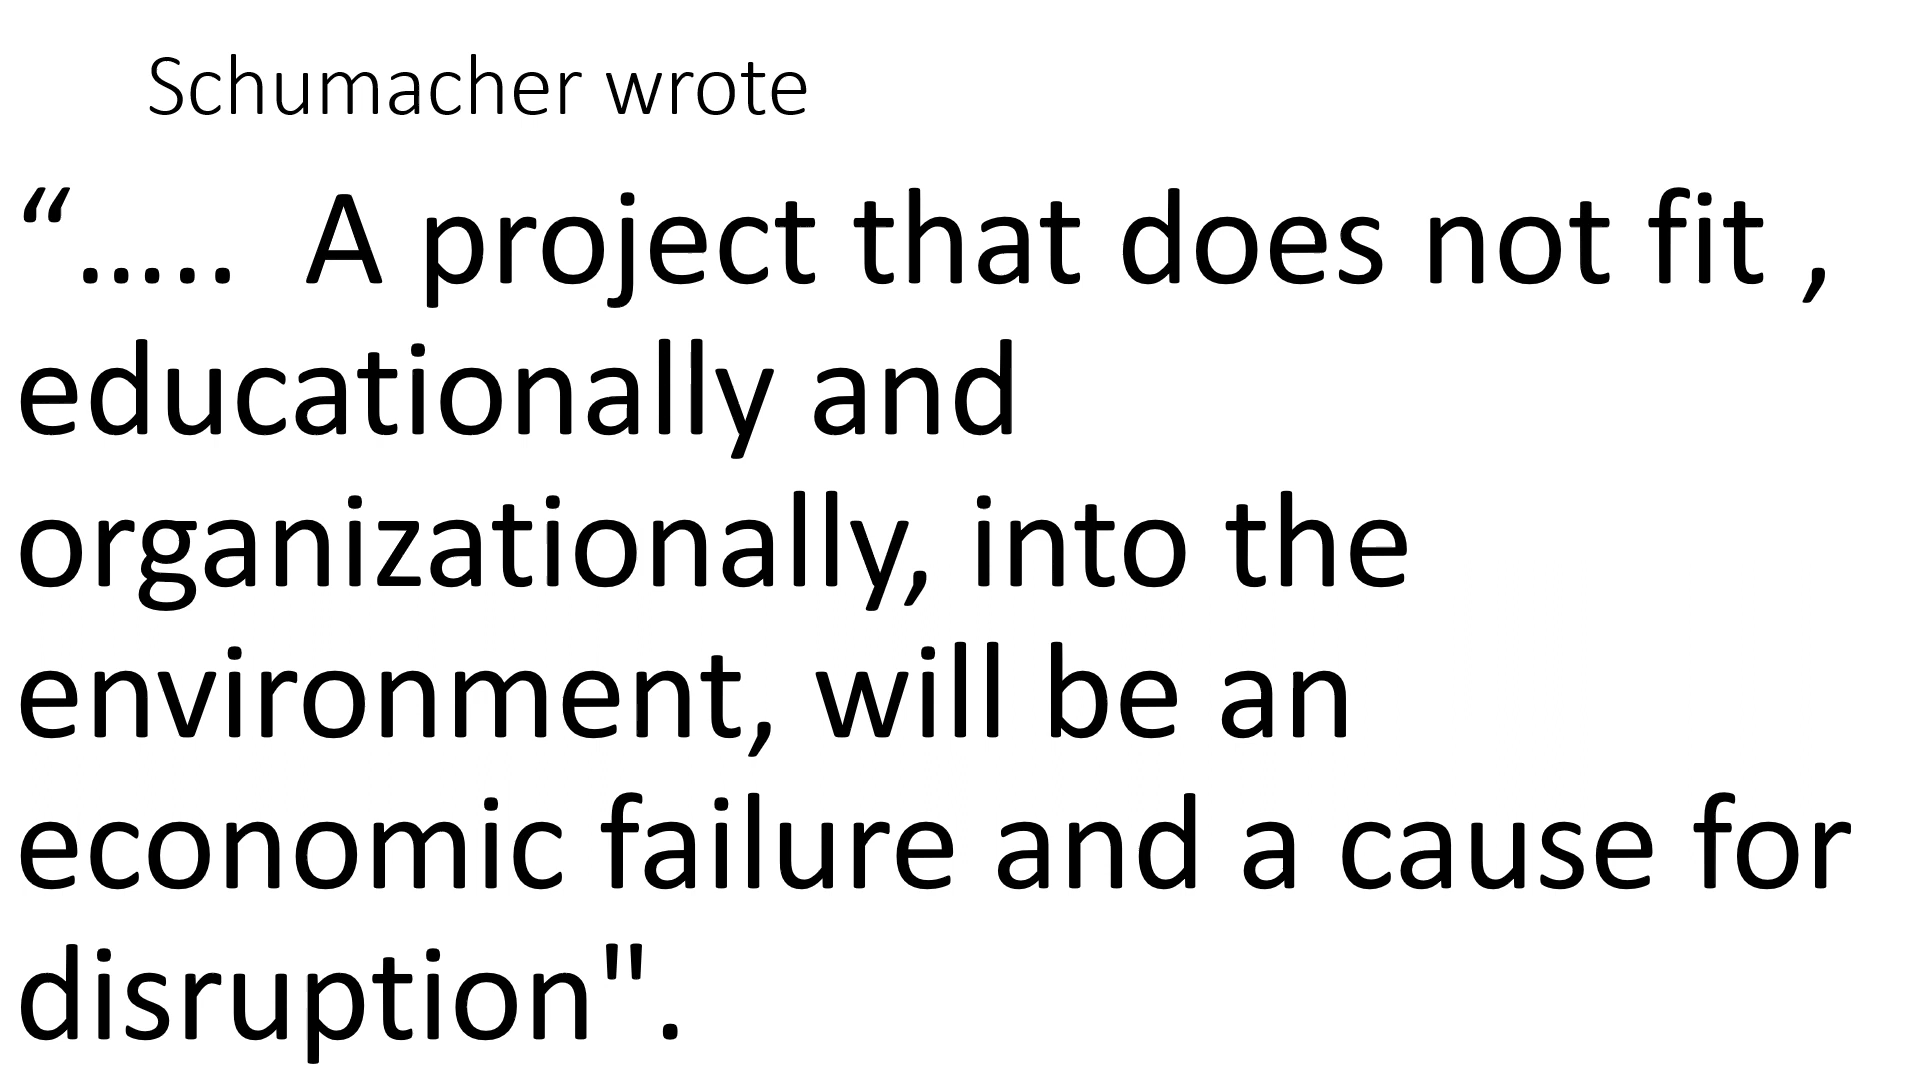 Schumacher wrote
“….. A project that does not fit ,
educationally and
organizationally, into the
environment, will be an
economic failure and a cause for
disruption".